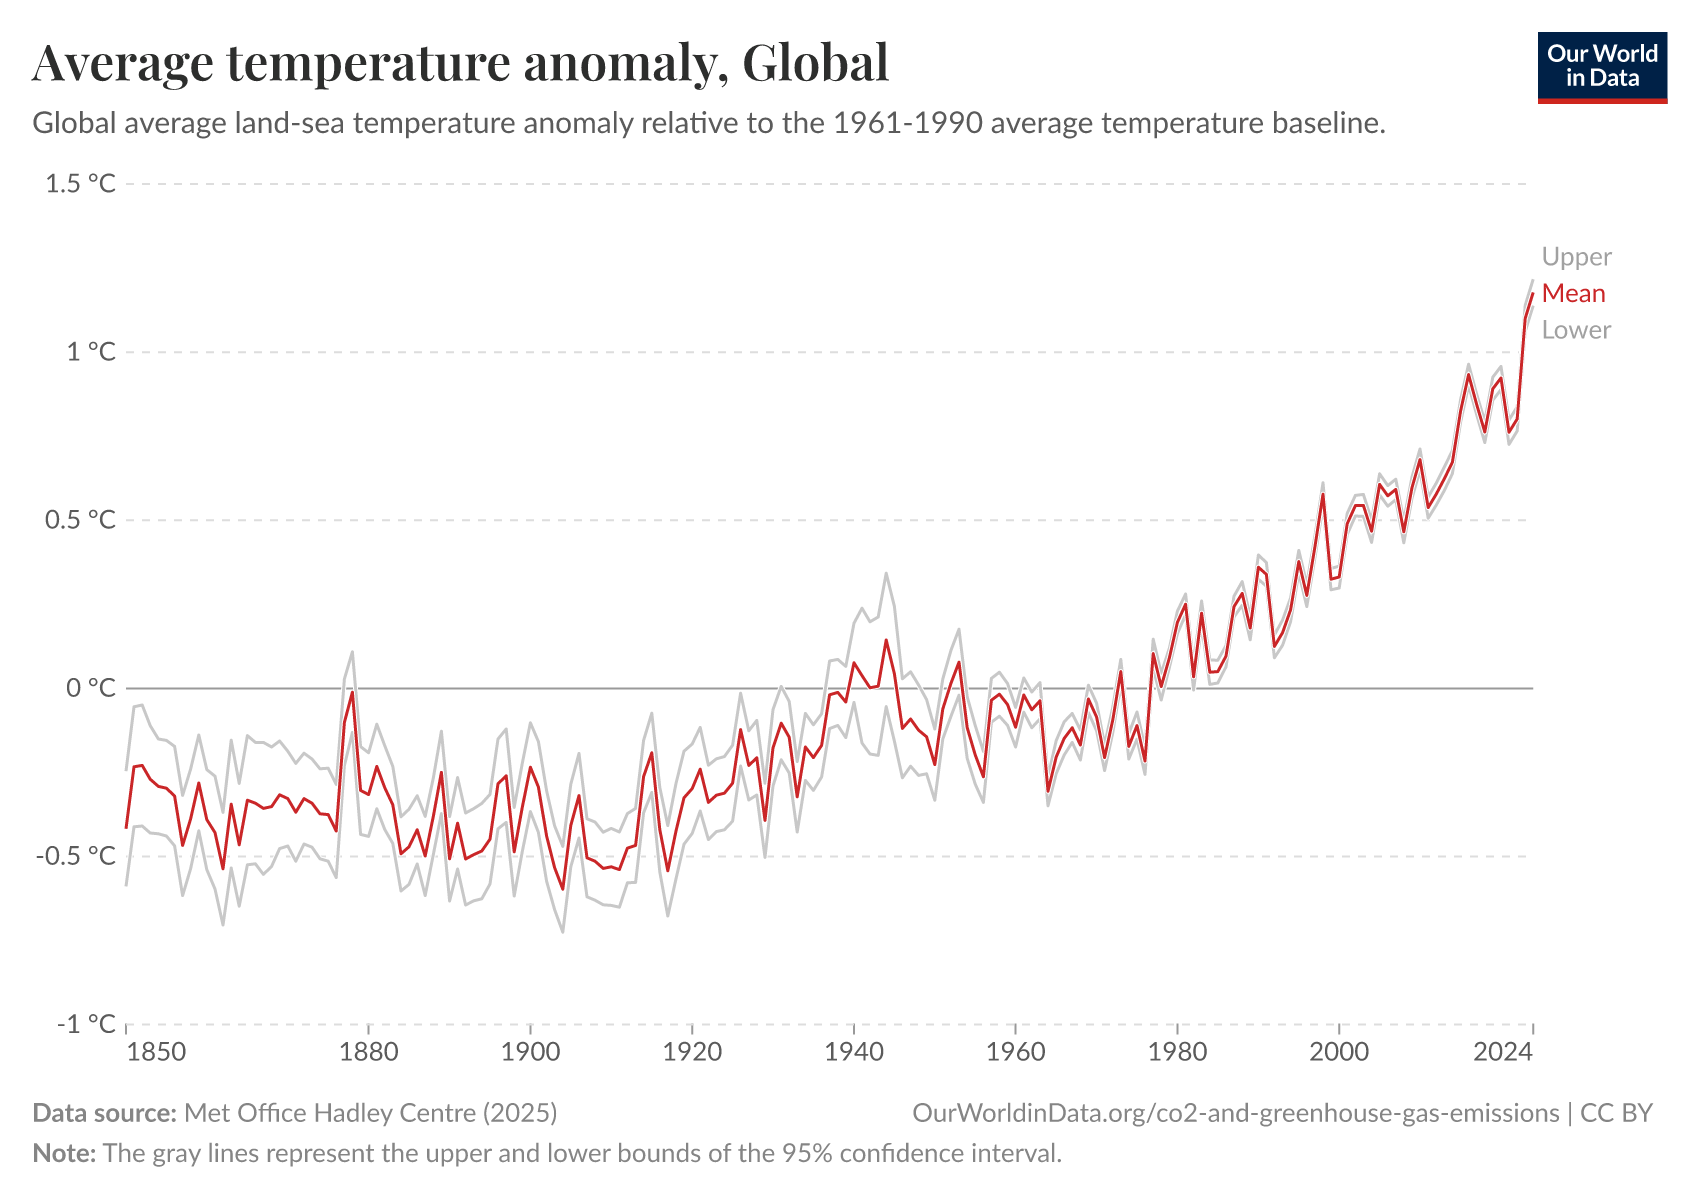 Average temperature anomaly, Global
Our World
in Data
Global average land-sea temperature anomaly relative to the 1961-1990 average temperature baseline.
1.5 °C
Upper
Mean
Lower
1 °C
0.5 °C
0 °C
-0.5 °C
-1 °C
1850 1880 1900 1920 1940 1960 1980 2000 2024
Data source: Met Office Hadley Centre (2025)
OurWorldinData.org/co2-and-greenhouse-gas-emissions | CC BY
Note: The gray lines represent the upper and lower bounds of the 95% confidence interval.